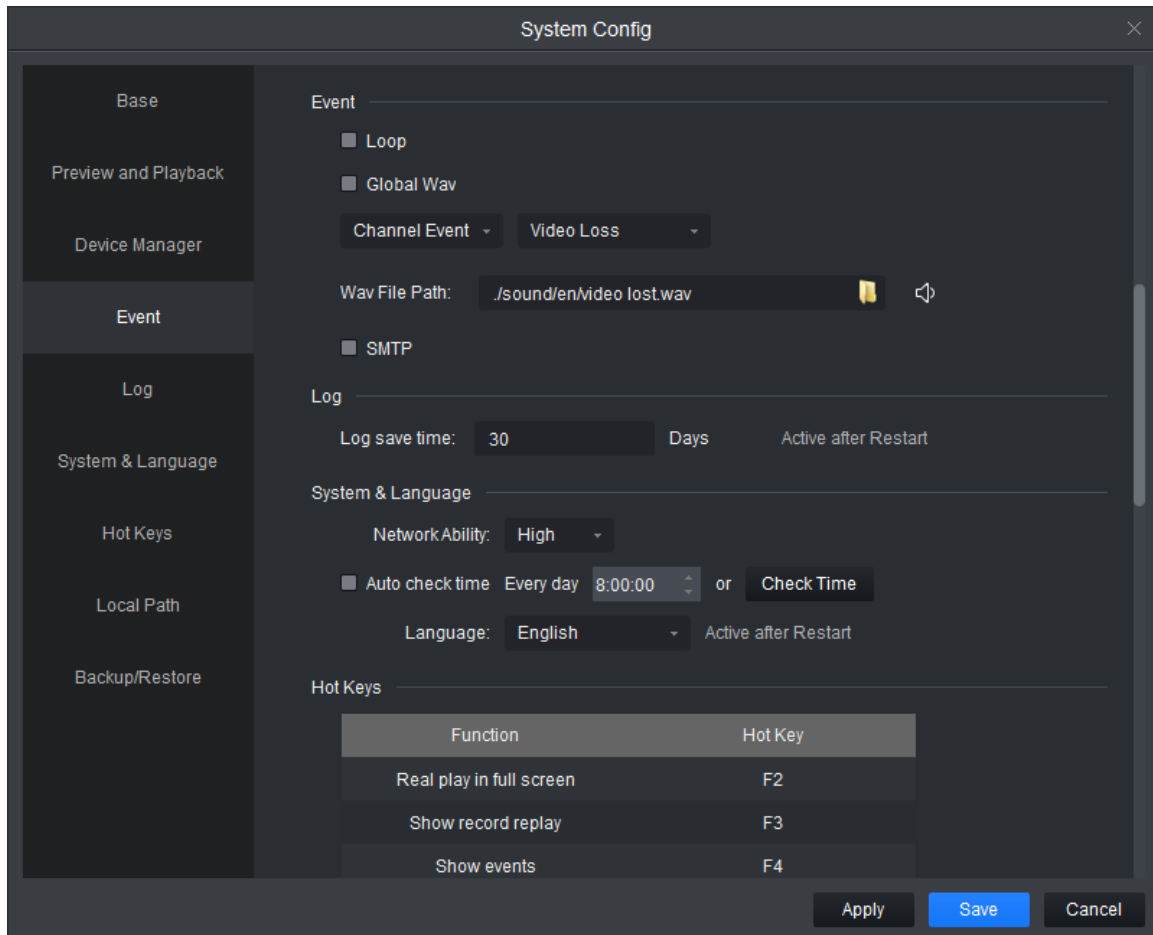 System Config
Base
Preview and Playback
Device Manager
Event
Log
System & Language
Hot Keys
Local Path
Backup/Restore
Event
Loop
Global Wav
Channel Event Video Loss
Wav File Path: ./sound/en/video lost.wav
SMTP
Log
Log save time: 30 Days Active after Restart
System & Language
Network Ability: High
Auto check time Every day 8:00:00 or Check Time
Language: English Active after Restart
Hot Keys
Function Hot Key
Real play in full screen F2
Show record replay F3
Show events F4
Apply Save Cancel